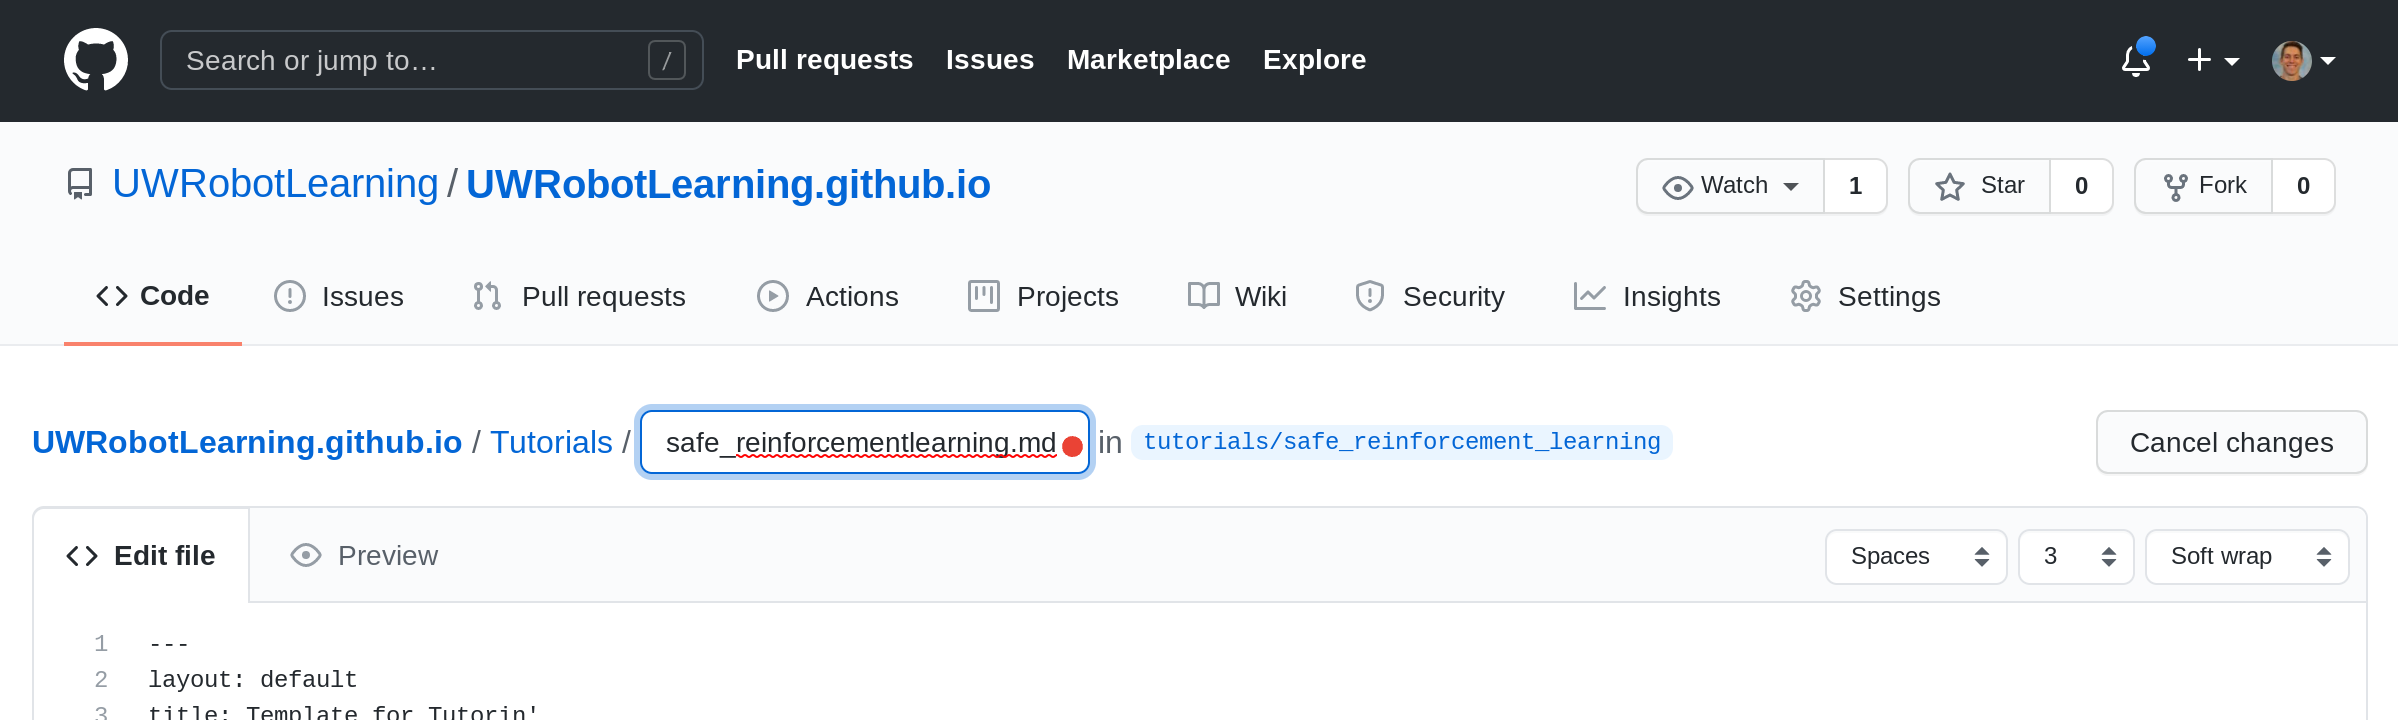 Search or jump to… / Pull requests Issues Marketplace Explore
UWRobotLearning / UWRobotLearning.github.io Watch 1 Star 0 Fork 0
Code Issues Pull requests Actions Projects Wiki Security Insights Settings
UWRobotLearning.github.io / Tutorials / safe_reinforcementlearning.md in tutorials/safe_reinforcement_learning Cancel changes
Edit file Preview Spaces 3 Soft wrap
1 ---
2 layout: default
3 title: Template for Tutorin'